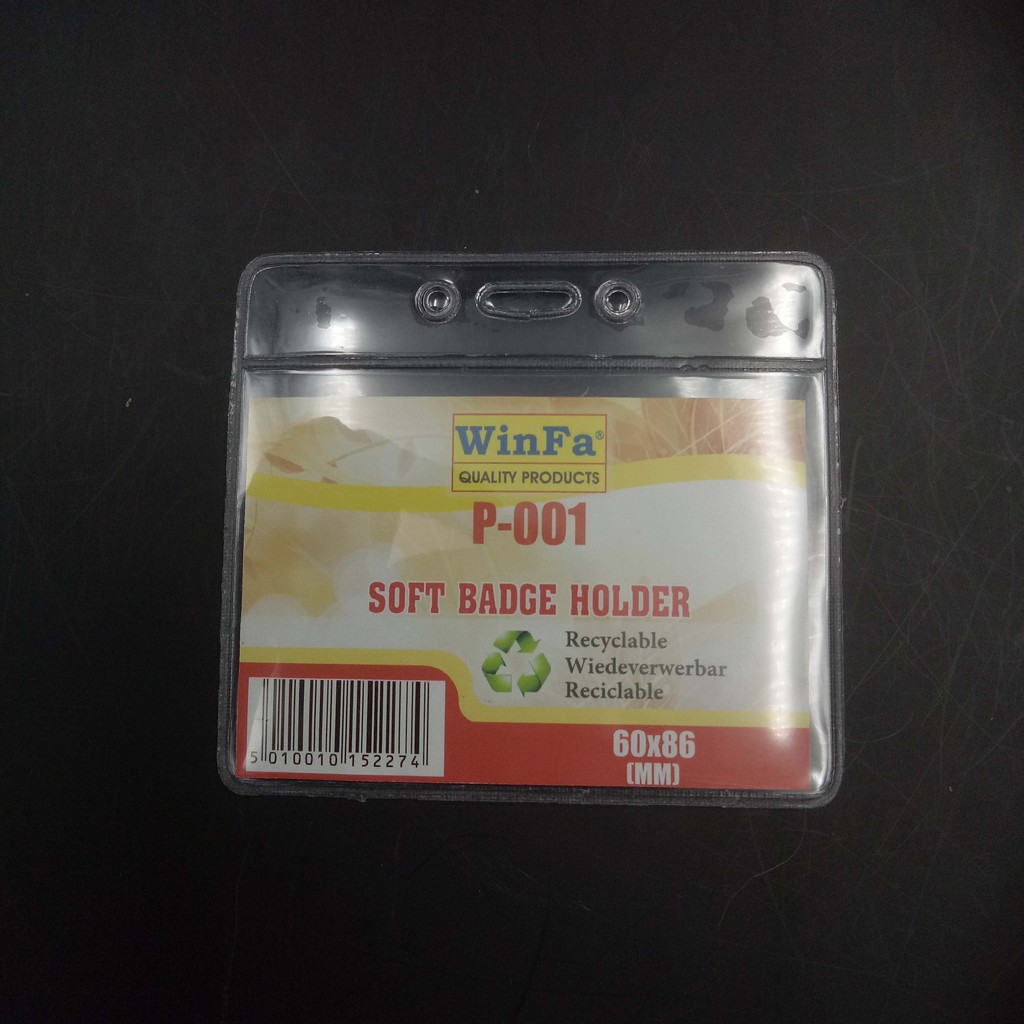 WinFa®
QUALITY PRODUCTS
P-001
SOFT BADGE HOLDER
Recyclable
Wiedeverwerbar
Reciclable
5 010010 152274
60x86
(MM)